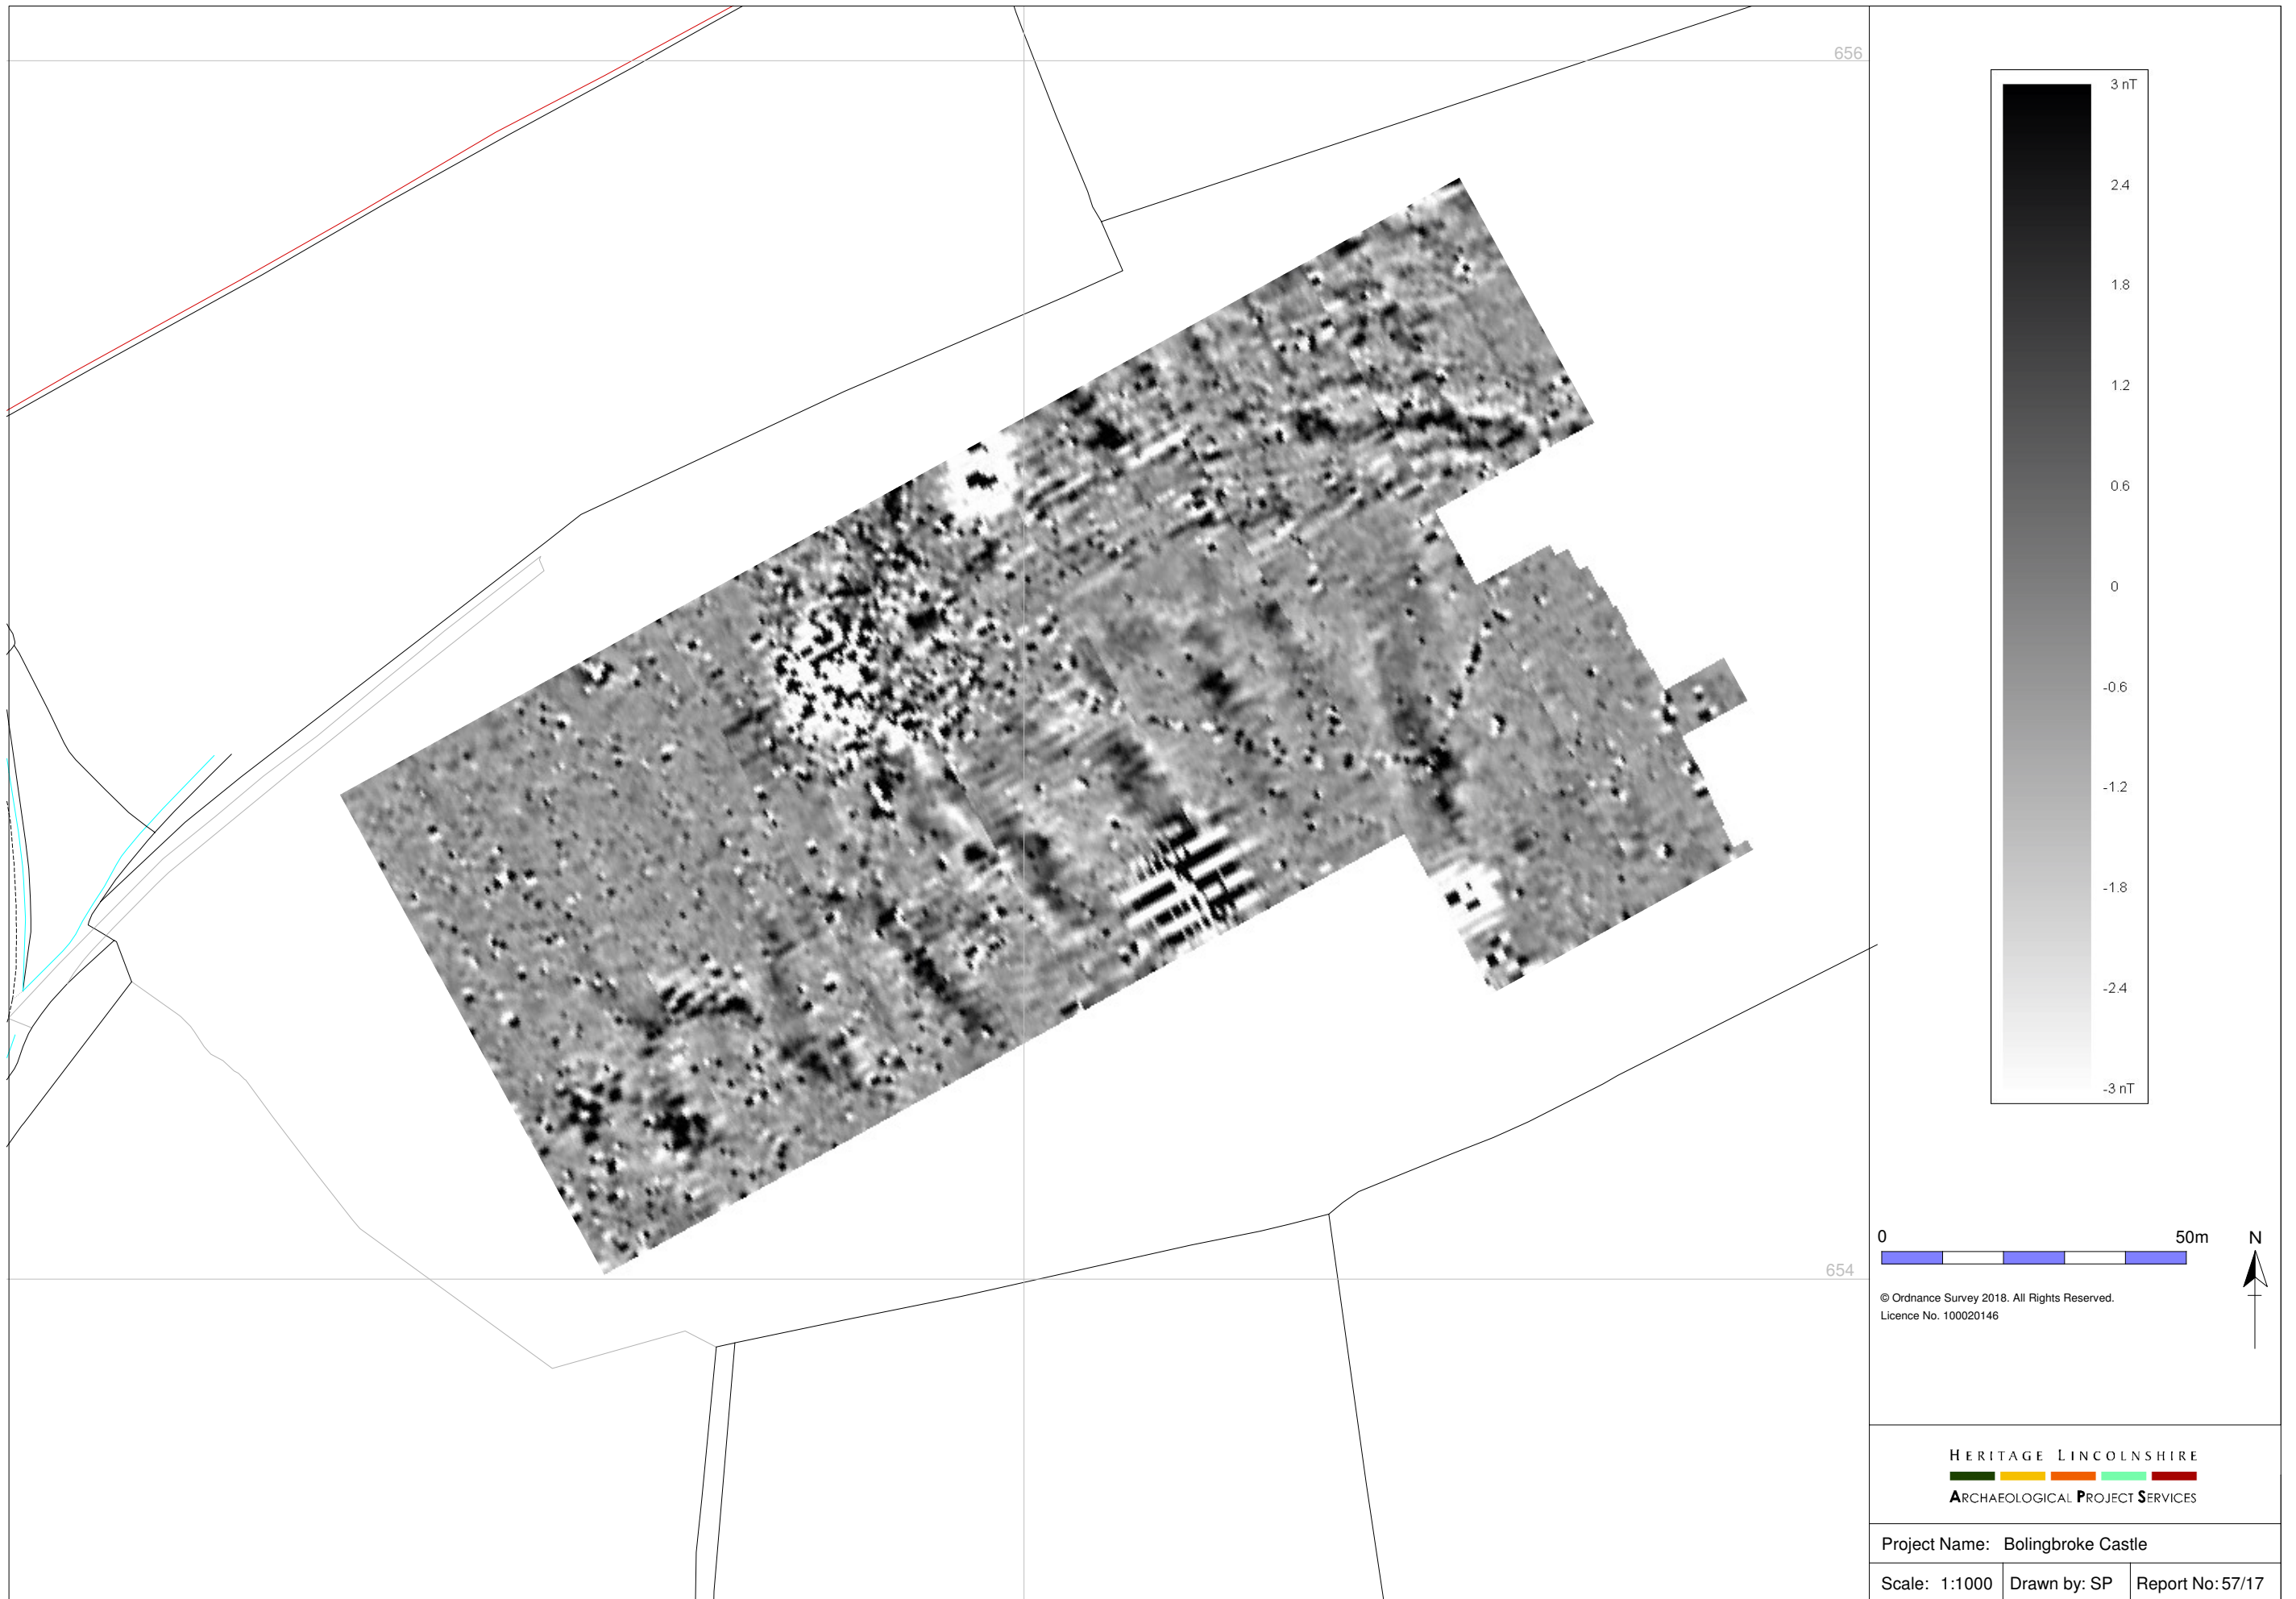 656
3 nT
2.4
1.8
1.2
0.6
0
-0.6
-1.2
-1.8
-2.4
-3 nT
654
0 50m N
© Ordnance Survey 2018. All Rights Reserved.
Licence No. 100020146
HERITAGE LINCOLNSHIRE
ARCHAEOLOGICAL PROJECT SERVICES
Project Name: Bolingbroke Castle
Scale: 1:1000 Drawn by: SP Report No: 57/17